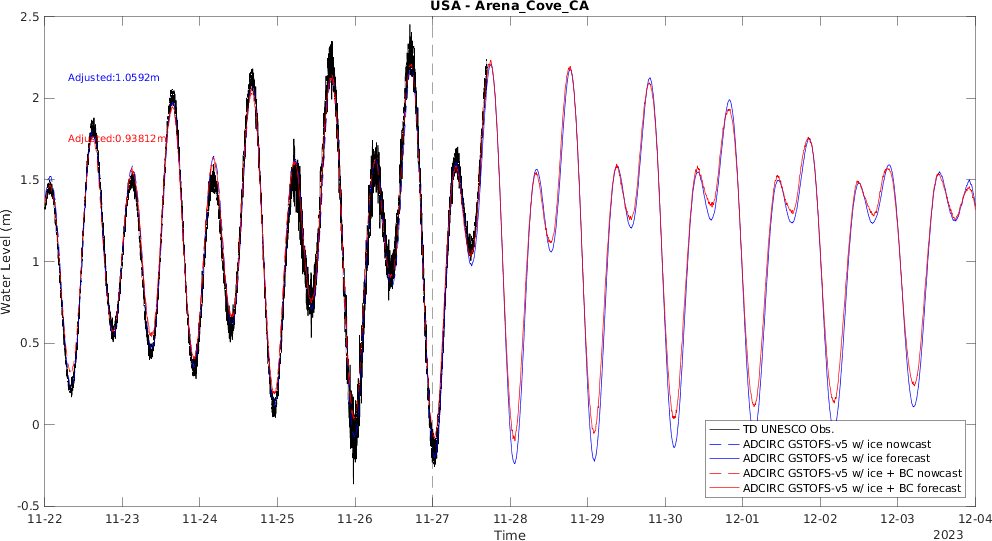 USA - Arena_Cove_CA
2.5
2
1.5
1
0.5
0
-0.5
Water Level (m)
Adjusted:1.0592m
Adjusted:0.93812m
TD UNESCO Obs.
ADCIRC GSTOFS-v5 w/ ice nowcast
ADCIRC GSTOFS-v5 w/ ice forecast
ADCIRC GSTOFS-v5 w/ ice + BC nowcast
ADCIRC GSTOFS-v5 w/ ice + BC forecast
11-22 11-23 11-24 11-25 11-26 11-27 11-28 11-29 11-30 12-01 12-02 12-03 12-04
Time
2023